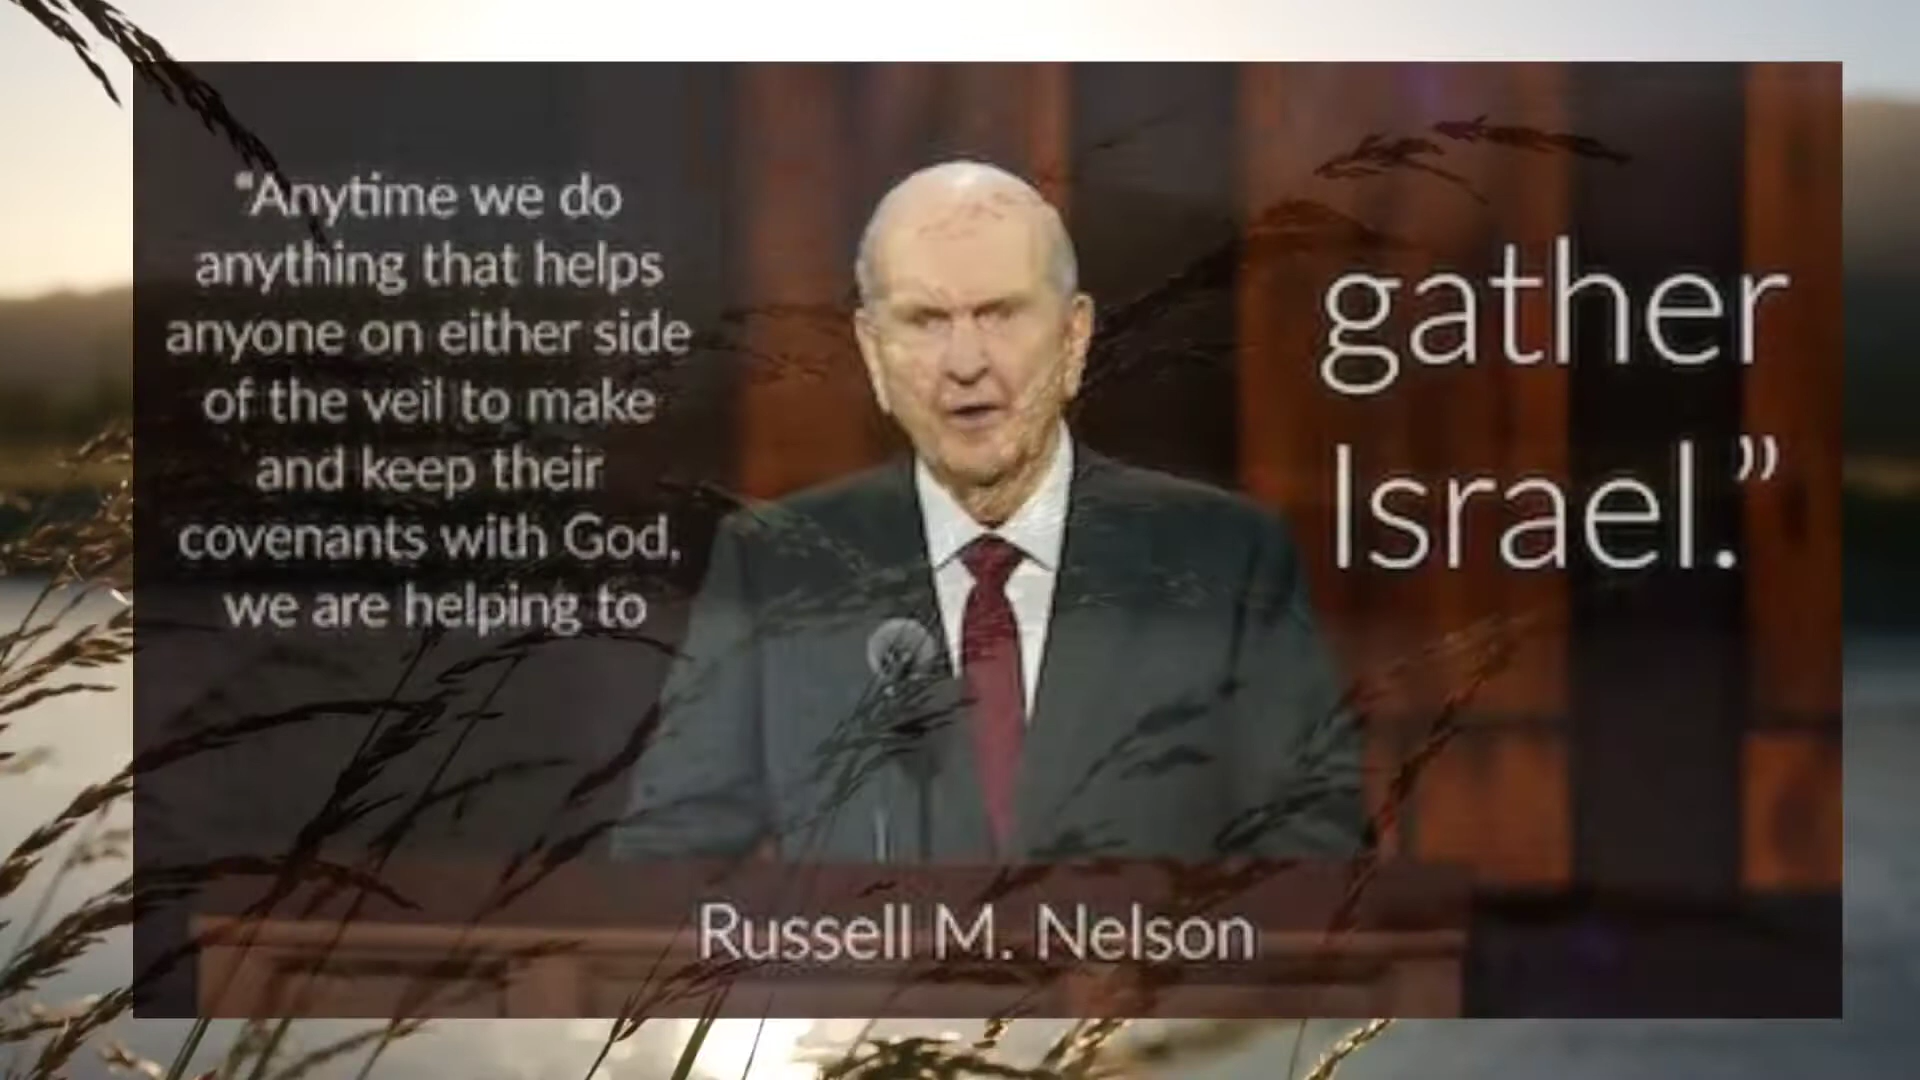 “Anytime we do
anything that helps
anyone on either side
of the veil to make
and keep their
covenants with God,
we are helping to
gather
Israel.”
Russell M. Nelson